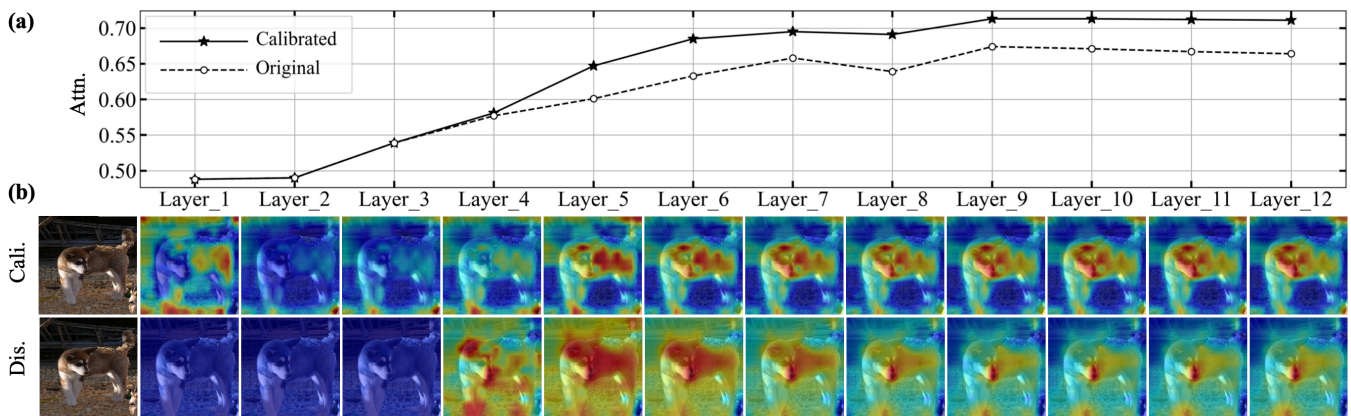 (a)
Attn.
0.70
0.65
0.60
0.55
0.50
Calibrated
Original
(b)
Layer_1 Layer_2 Layer_3 Layer_4 Layer_5 Layer_6 Layer_7 Layer_8 Layer_9 Layer_10 Layer_11 Layer_12
Cali.
Dis.